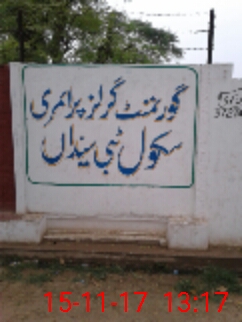 گورنمنٹ گرلز پرائمری
سکول ٹبی سیداں
15-11-17 13:17